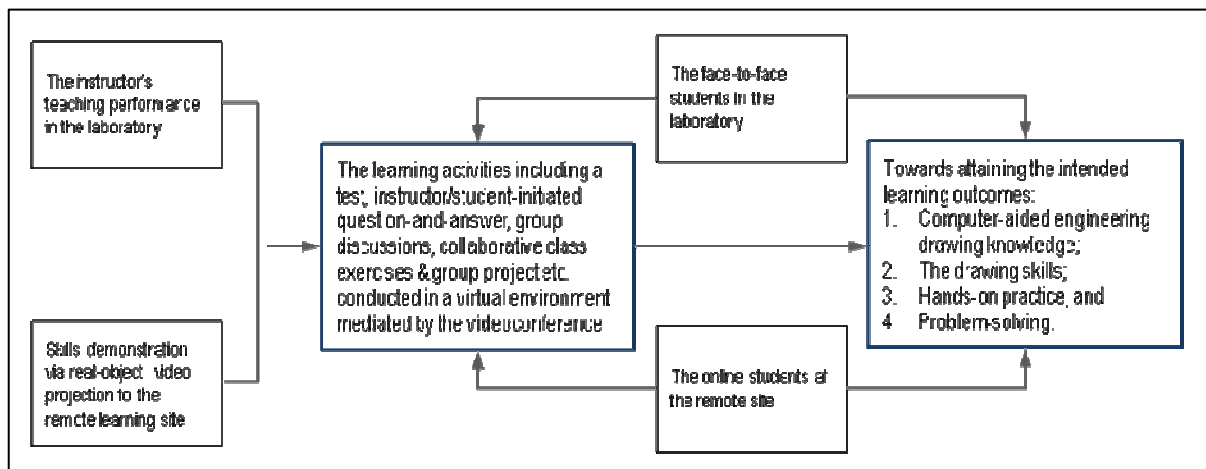 The instructor's
teaching performance
in the laboratory
Skills demonstration
via real-object video
projection to the
remote learning site
The learning activities including a
test, instructor/student-initiated
question-and-answer, group
discussions, collaborative class
exercises & group project etc.
conducted in a virtual environment
mediated by the videoconference
The face-to-face
students in the
laboratory
The online students at
the remote site
Towards attaining the intended
learning outcomes:
1. Computer-aided engineering
drawing knowledge;
2. The drawing skills;
3. Hands-on practice, and
4 Problem-solving.